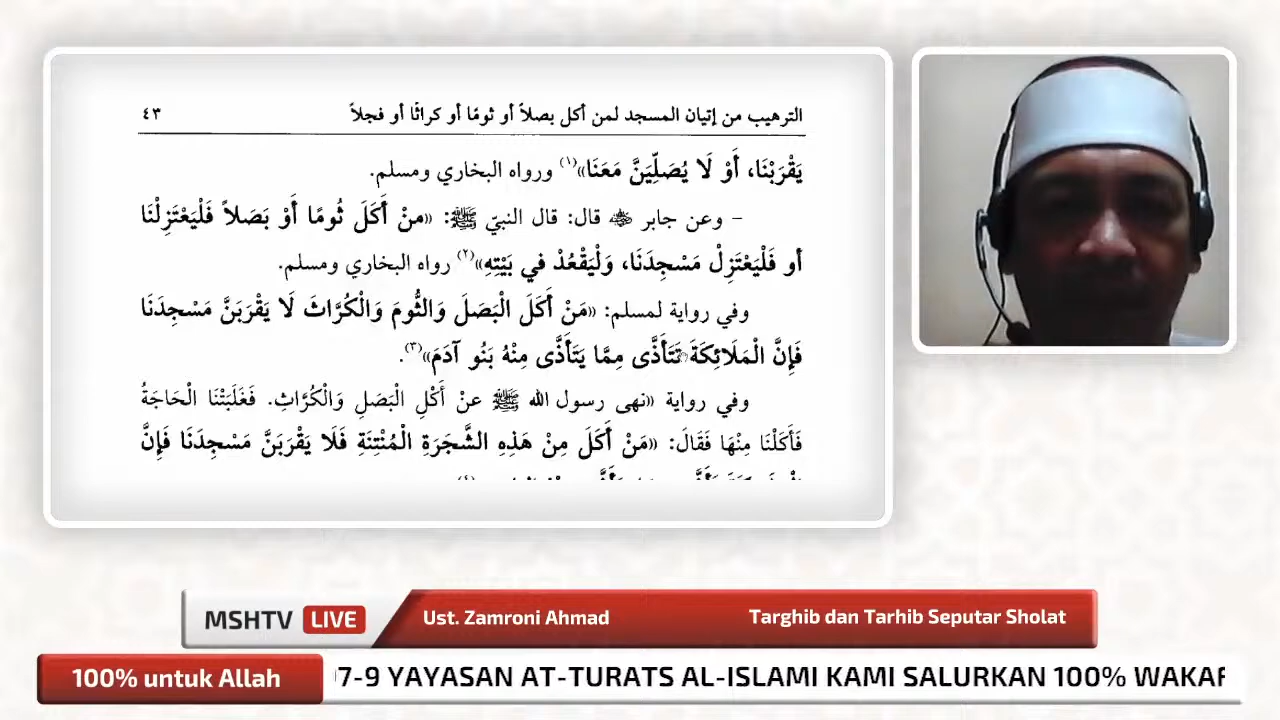 الترهيب من إتيان المسجد لمن أكل بصلاً أو ثومًا أو كراثًا أو فجلاً ٤٣
يَقْرَبْنَا، أَوْ لَا يُصَلِّيَنَّ مَعَنَا»(١) ورواه البخاري ومسلم.
– وعن جابر ﷺ قال: قال النبيّ ﷺ: «منْ أَكَلَ ثُومًا أَوْ بَصَلاً فَلْيَعْتَزِلْنَا
أو فَلْيَعْتَزِلْ مَسْجِدَنَا، وَلْيَقْعُدْ في بَيْتِهِ»(٢) رواه البخاري ومسلم.
وفي رواية لمسلم: «مَنْ أَكَلَ الْبَصَلَ وَالثُّومَ وَالْكُرَّاثَ لَا يَقْرَبَنَّ مَسْجِدَنَا
فَإِنَّ الْمَلَائِكَةَ تَتَأَذَّى مِمَّا يَتَأَذَّى مِنْهُ بَنُو آدَمَ»(٣).
وفي رواية «نهى رسول الله ﷺ عنْ أَكْلِ الْبَصَلِ وَالْكُرَّاثِ. فَغَلَبَتْنَا الْحَاجَةُ
فَأَكَلْنَا مِنْهَا فَقَالَ: «مَنْ أَكَلَ مِنْ هَذِهِ الشَّجَرَةِ الْمُنْتِنَةِ فَلَا يَقْرَبَنَّ مَسْجِدَنَا فَإِنَّ
MSHTV LIVE
Ust. Zamroni Ahmad
Targhib dan Tarhib Seputar Sholat
100% untuk Allah
7-9 YAYASAN AT-TURATS AL-ISLAMI KAMI SALURKAN 100% WAKAF